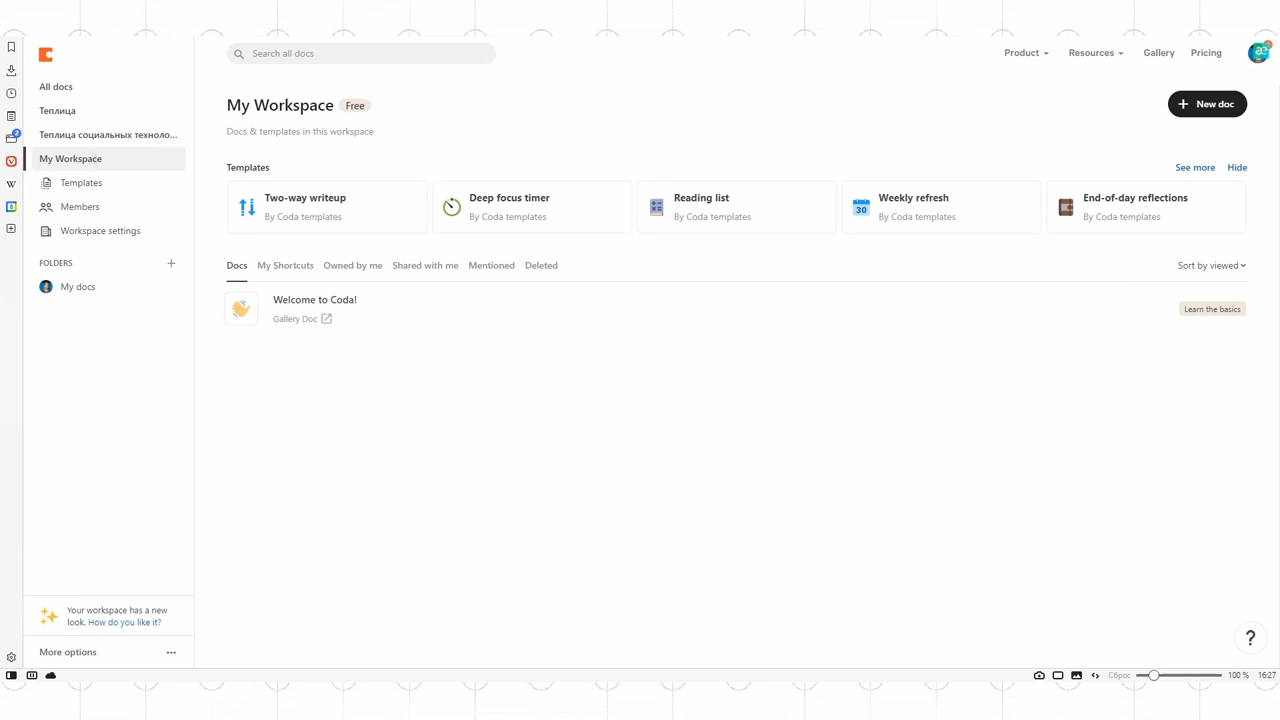 Search all docs
Product
Resources
Gallery
Pricing
All docs
Теплица
Теплица социальных техноло...
My Workspace
Templates
Members
Workspace settings
FOLDERS
My docs
My Workspace
Free
New doc
Docs & templates in this workspace
Templates
See more
Hide
Two-way writeup
By Coda templates
Deep focus timer
By Coda templates
Reading list
By Coda templates
30
Weekly refresh
By Coda templates
End-of-day reflections
By Coda templates
Docs
My Shortcuts
Owned by me
Shared with me
Mentioned
Deleted
Sort by viewed
Welcome to Coda!
Gallery Doc
Learn the basics
Your workspace has a new
look. How do you like it?
More options
?
Сброс
100 %
16:27